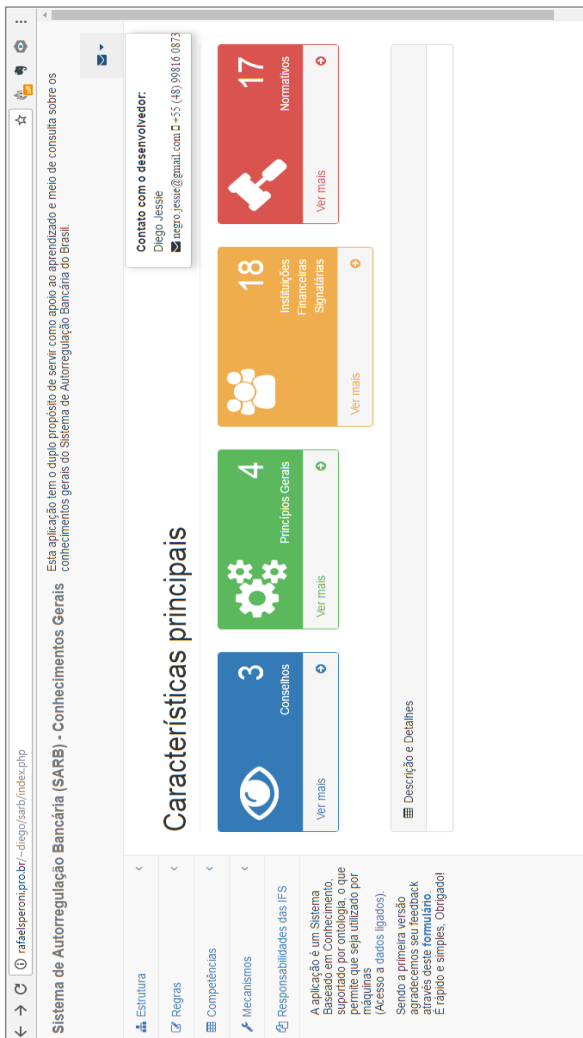 rafaelsperoni.pro.br/~diego/sarb/index.php
Sistema de Autorregulação Bancária (SARB) - Conhecimentos Gerais
Esta aplicação tem o duplo propósito de servir como apoio ao aprendizado e meio de consulta sobre os
conhecimentos gerais do Sistema de Autorregulação Bancária do Brasil.
Contato com o desenvolvedor:
Diego Jessie
negro.jessie@gmail.com +55 (48) 99816 0873
Estrutura
Regras
Competências
Mecanismos
Responsabilidades das IFS
A aplicação é um Sistema
Baseado em Conhecimento,
suportado por ontologia, o que
permite que seja utilizado por
máquinas
(Acesso a dados ligados).
Sendo a primeira versão
agradecemos seu feedback
através deste formulário.
É rápido e simples, Obrigado!
Características principais
3
Conselhos
Ver mais
4
Princípios Gerais
Ver mais
18
Instituições
Financeiras
Signatárias
Ver mais
17
Normativos
Ver mais
Descrição e Detalhes